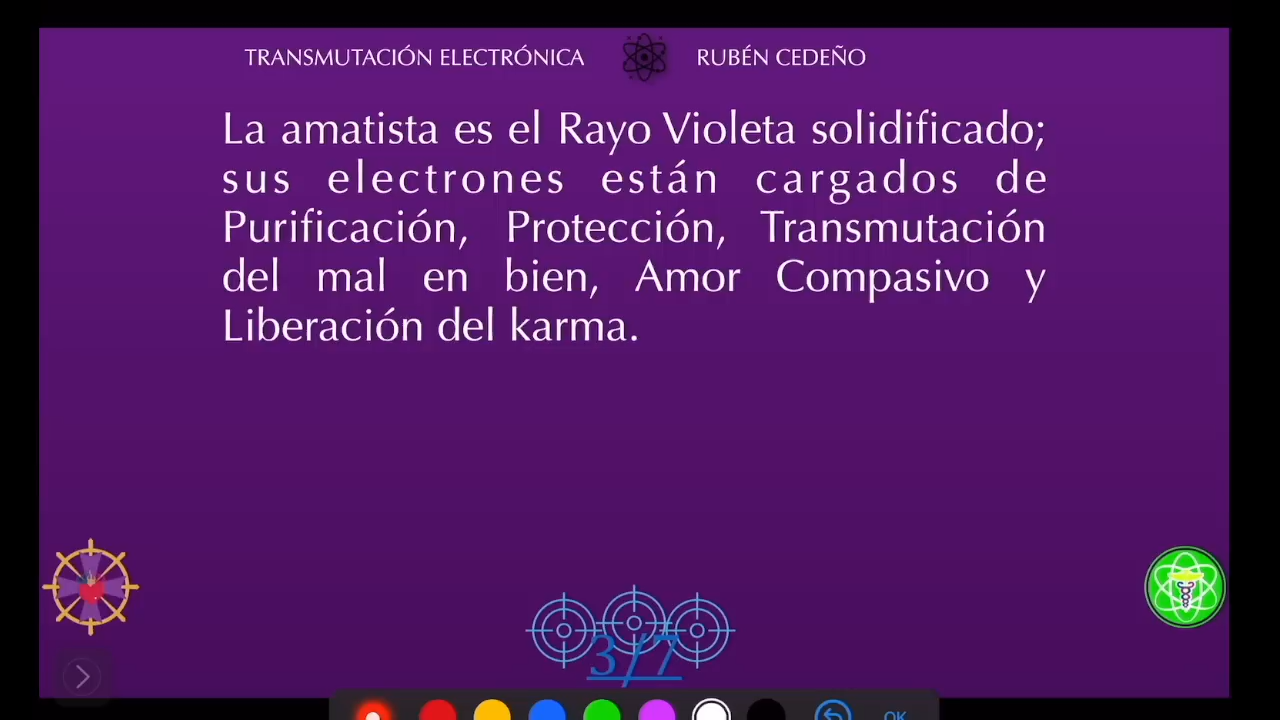 TRANSMUTACIÓN ELECTRÓNICA RUBÉN CEDEÑO
La amatista es el Rayo Violeta solidificado;
sus electrones están cargados de
Purificación, Protección, Transmutación
del mal en bien, Amor Compasivo y
Liberación del karma.
3/7
OK